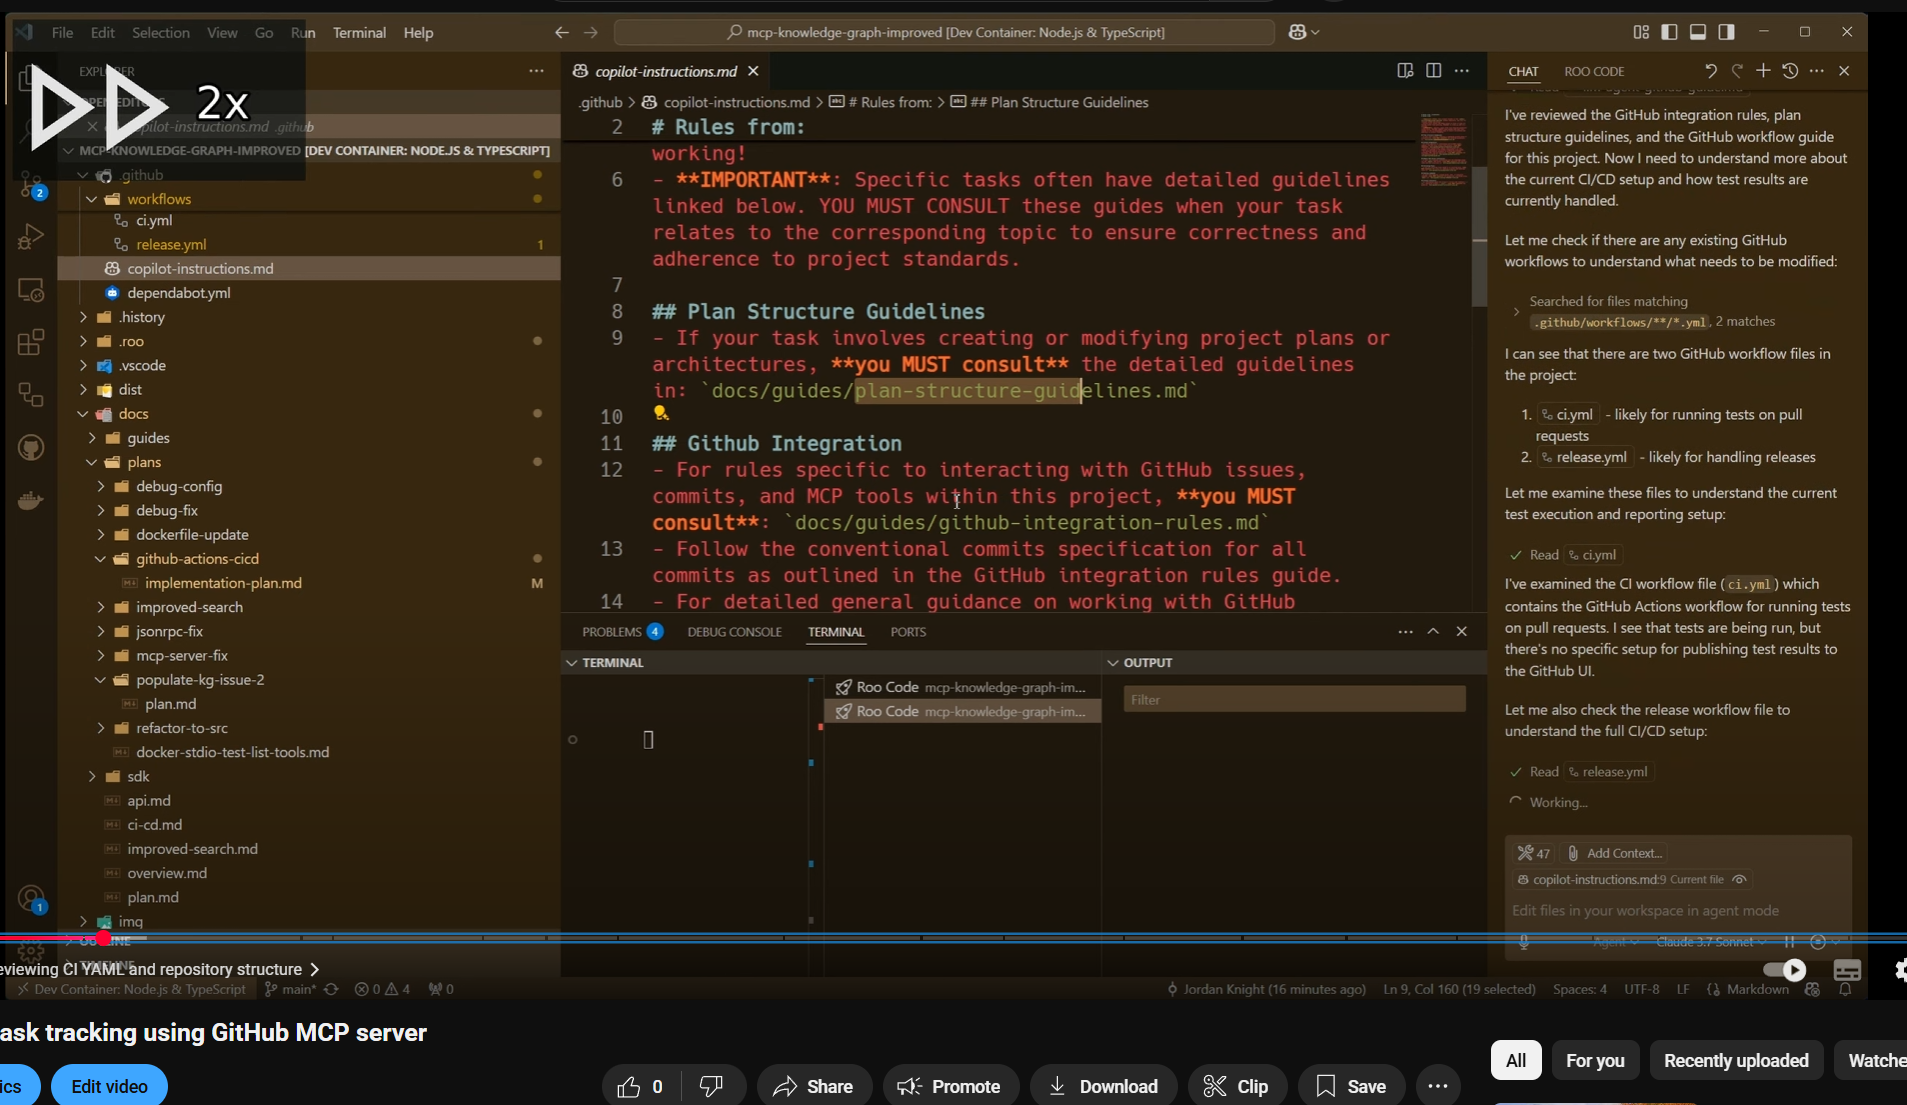 File Edit Selection View Go Run Terminal Help
mcp-knowledge-graph-improved [Dev Container: Node.js & TypeScript]
2x
EXPLORER
OPEN EDITORS
copilot-instructions.md .github
MCP-KNOWLEDGE-GRAPH-IMPROVED [DEV CONTAINER: NODE.JS & TYPESCRIPT]
.github
workflows
ci.yml
release.yml 1
copilot-instructions.md
dependabot.yml
.history
.roo
.vscode
dist
docs
guides
plans
debug-config
debug-fix
dockerfile-update
github-actions-cicd
implementation-plan.md M
improved-search
jsonrpc-fix
mcp-server-fix
populate-kg-issue-2
plan.md
refactor-to-src
docker-stdio-test-list-tools.md
sdk
api.md
ci-cd.md
improved-search.md
overview.md
plan.md
img
OUTLINE
TIMELINE
2
1
copilot-instructions.md
.github > copilot-instructions.md > # Rules from: > ## Plan Structure Guidelines
2 # Rules from:
working!
6 - **IMPORTANT**: Specific tasks often have detailed guidelines
linked below. YOU MUST CONSULT these guides when your task
relates to the corresponding topic to ensure correctness and
adherence to project standards.
7
8 ## Plan Structure Guidelines
9 - If your task involves creating or modifying project plans or
architectures, **you MUST consult** the detailed guidelines
in: `docs/guides/plan-structure-guidelines.md`
10
11 ## Github Integration
12 - For rules specific to interacting with GitHub issues,
commits, and MCP tools within this project, **you MUST
consult**: `docs/guides/github-integration-rules.md`
13 - Follow the conventional commits specification for all
commits as outlined in the GitHub integration rules guide.
14 - For detailed general guidance on working with GitHub
PROBLEMS 4 DEBUG CONSOLE TERMINAL PORTS
TERMINAL
Roo Code mcp-knowledge-graph-im...
Roo Code mcp-knowledge-graph-im...
OUTPUT
Filter
CHAT ROO CODE
I've reviewed the GitHub integration rules, plan
structure guidelines, and the GitHub workflow guide
for this project. Now I need to understand more about
the current CI/CD setup and how test results are
currently handled.
Let me check if there are any existing GitHub
workflows to understand what needs to be modified:
Searched for files matching
.github/workflows/**/*.yml, 2 matches
I can see that there are two GitHub workflow files in
the project:
1. ci.yml - likely for running tests on pull
requests
2. release.yml - likely for handling releases
Let me examine these files to understand the current
test execution and reporting setup:
Read ci.yml
I've examined the CI workflow file (ci.yml) which
contains the GitHub Actions workflow for running tests
on pull requests. I see that tests are being run, but
there's no specific setup for publishing test results to
the GitHub UI.
Let me also check the release workflow file to
understand the full CI/CD setup:
Read release.yml
Working...
47 Add Context...
copilot-instructions.md:9 Current file
Edit files in your workspace in agent mode
Agent Claude 3.7 Sonnet
eviewing CI YAML and repository structure >
Dev Container: Node.js & TypeScript main* 0 4 0 Jordan Knight (16 minutes ago) Ln 9, Col 160 (19 selected) Spaces: 4 UTF-8 LF {} Markdown
ask tracking using GitHub MCP server
ics Edit video 0 Share Promote Download Clip Save ...
All For you Recently uploaded Watche